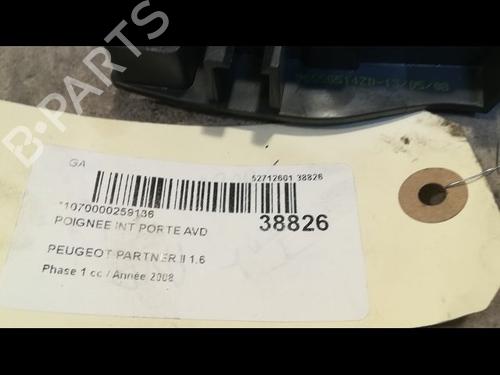 B-PARTS
GA
52712601 38826
*1070000259136
38826
POIGNEE INT PORTE AVD
PEUGEOT PARTNER II 1.6
Phase 1 cc / Année 2008